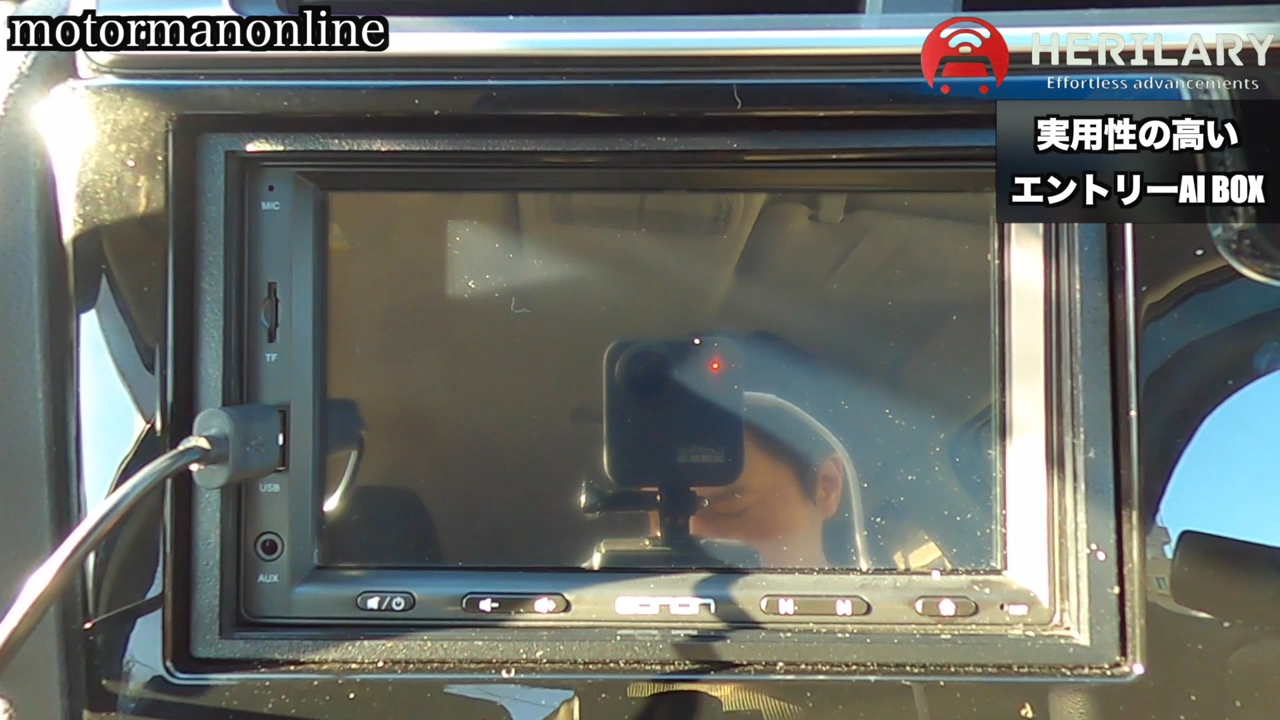 motormanonline
HERILARY
Effortless advancements
実用性の高い
エントリーAI BOX
MIC
TF
USB
AUX